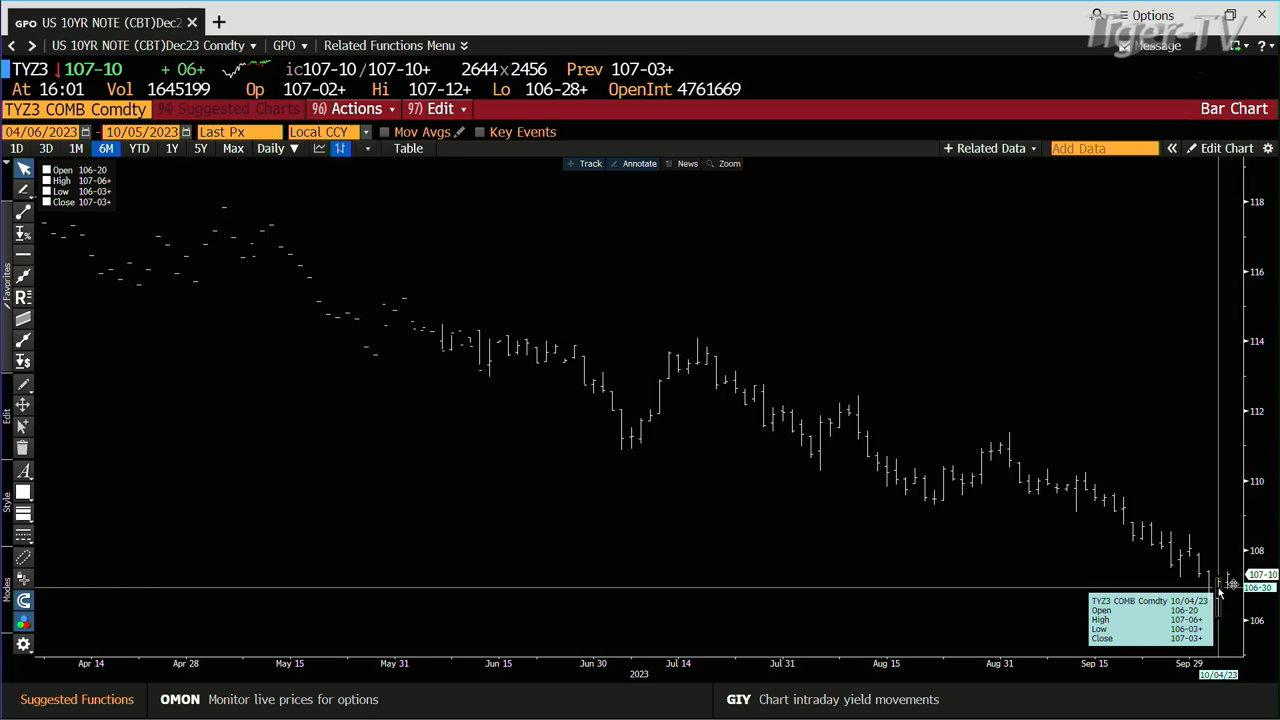 GPO US 10YR NOTE (CBT)Dec2
Options
Tiger-TV
US 10YR NOTE (CBT)Dec23 Comdty GPO Related Functions Menu
Message ?
TYZ3 107-10 + 06+ ic107-10/107-10+ 2644x2456 Prev 107-03+
At 16:01 Vol 1645199 Op 107-02+ Hi 107-12+ Lo 106-28+ OpenInt 4761669
TYZ3 COMB Comdty Suggested Charts 96) Actions 97) Edit Bar Chart
04/06/2023 - 10/05/2023 Last Px Local CCY Mov Avgs Key Events
1D 3D 1M 6M YTD 1Y 5Y Max Daily Table + Related Data Add Data Edit Chart
Track Annotate News Zoom
Open 106-20
High 107-06+
Low 106-03+
Close 107-03+
118
116
114
112
110
108
107-10
106-30
106
Favorites
Edit
Style
Modes
TYZ3 COMB Comdty 10/04/23
Open 106-20
High 107-06+
Low 106-03+
Close 107-03+
Apr 14 Apr 28 May 15 May 31 Jun 15 Jun 30 Jul 14 Jul 31 Aug 15 Aug 31 Sep 15 Sep 29
2023
10/04/23
Suggested Functions OMON Monitor live prices for options GIY Chart intraday yield movements